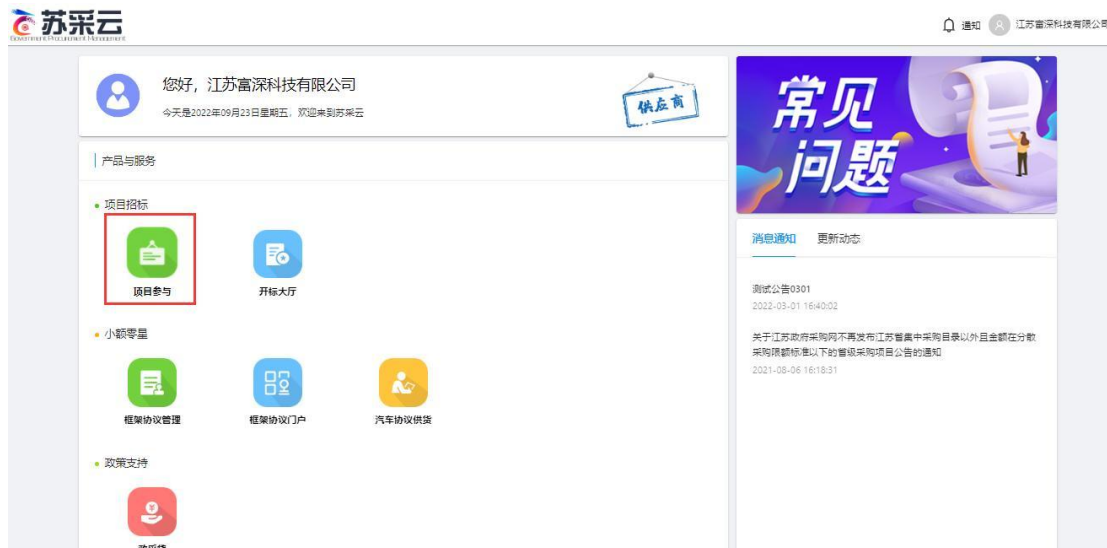 苏采云
Government Procurement Management
通知
江苏富深科技有限公司
您好，江苏富深科技有限公司
今天是2022年09月23日星期五，欢迎来到苏采云
供应商
产品与服务
项目招标
项目参与
开标大厅
小额零星
框架协议管理
框架协议门户
汽车协议供货
政策支持
政采贷
常见
问题
消息通知
更新动态
测试公告0301
2022-03-01 16:40:02
关于江苏政府采购网不再发布江苏省集中采购目录以外且金额在分散
采购限额标准以下的省级采购项目公告的通知
2021-08-06 16:18:31